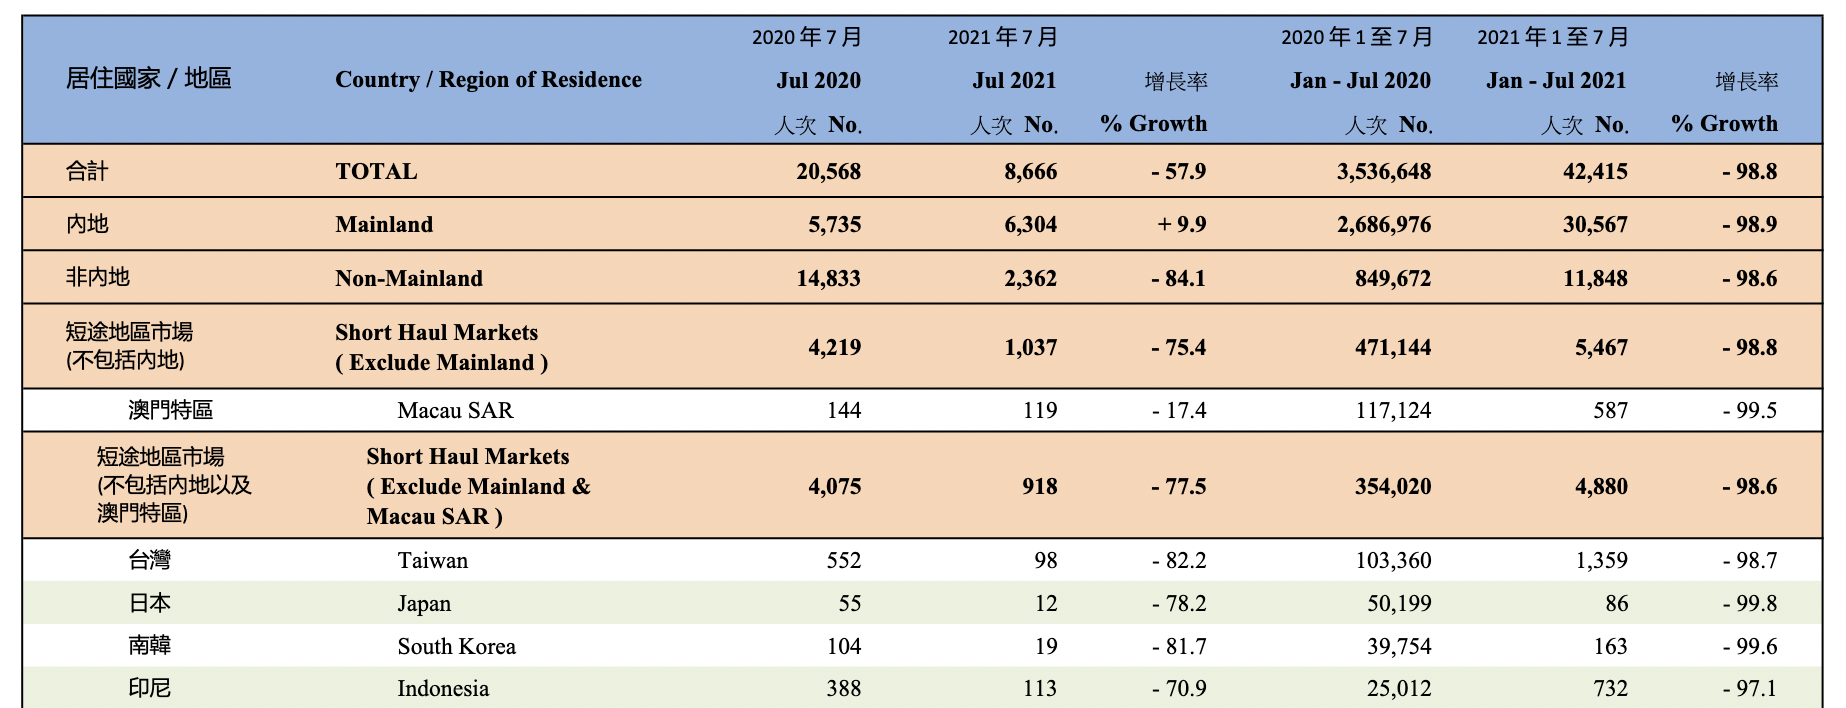 2020 年 7 月 2021 年 7 月 2020 年 1 至 7 月 2021 年 1 至 7 月
居住國家 / 地區 Country / Region of Residence Jul 2020 Jul 2021 增長率 Jan - Jul 2020 Jan - Jul 2021 增長率
人次 No. 人次 No. % Growth 人次 No. 人次 No. % Growth
合計 TOTAL 20,568 8,666 - 57.9 3,536,648 42,415 - 98.8
內地 Mainland 5,735 6,304 + 9.9 2,686,976 30,567 - 98.9
非內地 Non-Mainland 14,833 2,362 - 84.1 849,672 11,848 - 98.6
短途地區市場 Short Haul Markets
(不包括內地) ( Exclude Mainland ) 4,219 1,037 - 75.4 471,144 5,467 - 98.8
澳門特區 Macau SAR 144 119 - 17.4 117,124 587 - 99.5
短途地區市場 Short Haul Markets
(不包括內地以及 ( Exclude Mainland & 4,075 918 - 77.5 354,020 4,880 - 98.6
澳門特區) Macau SAR )
台灣 Taiwan 552 98 - 82.2 103,360 1,359 - 98.7
日本 Japan 55 12 - 78.2 50,199 86 - 99.8
南韓 South Korea 104 19 - 81.7 39,754 163 - 99.6
印尼 Indonesia 388 113 - 70.9 25,012 732 - 97.1